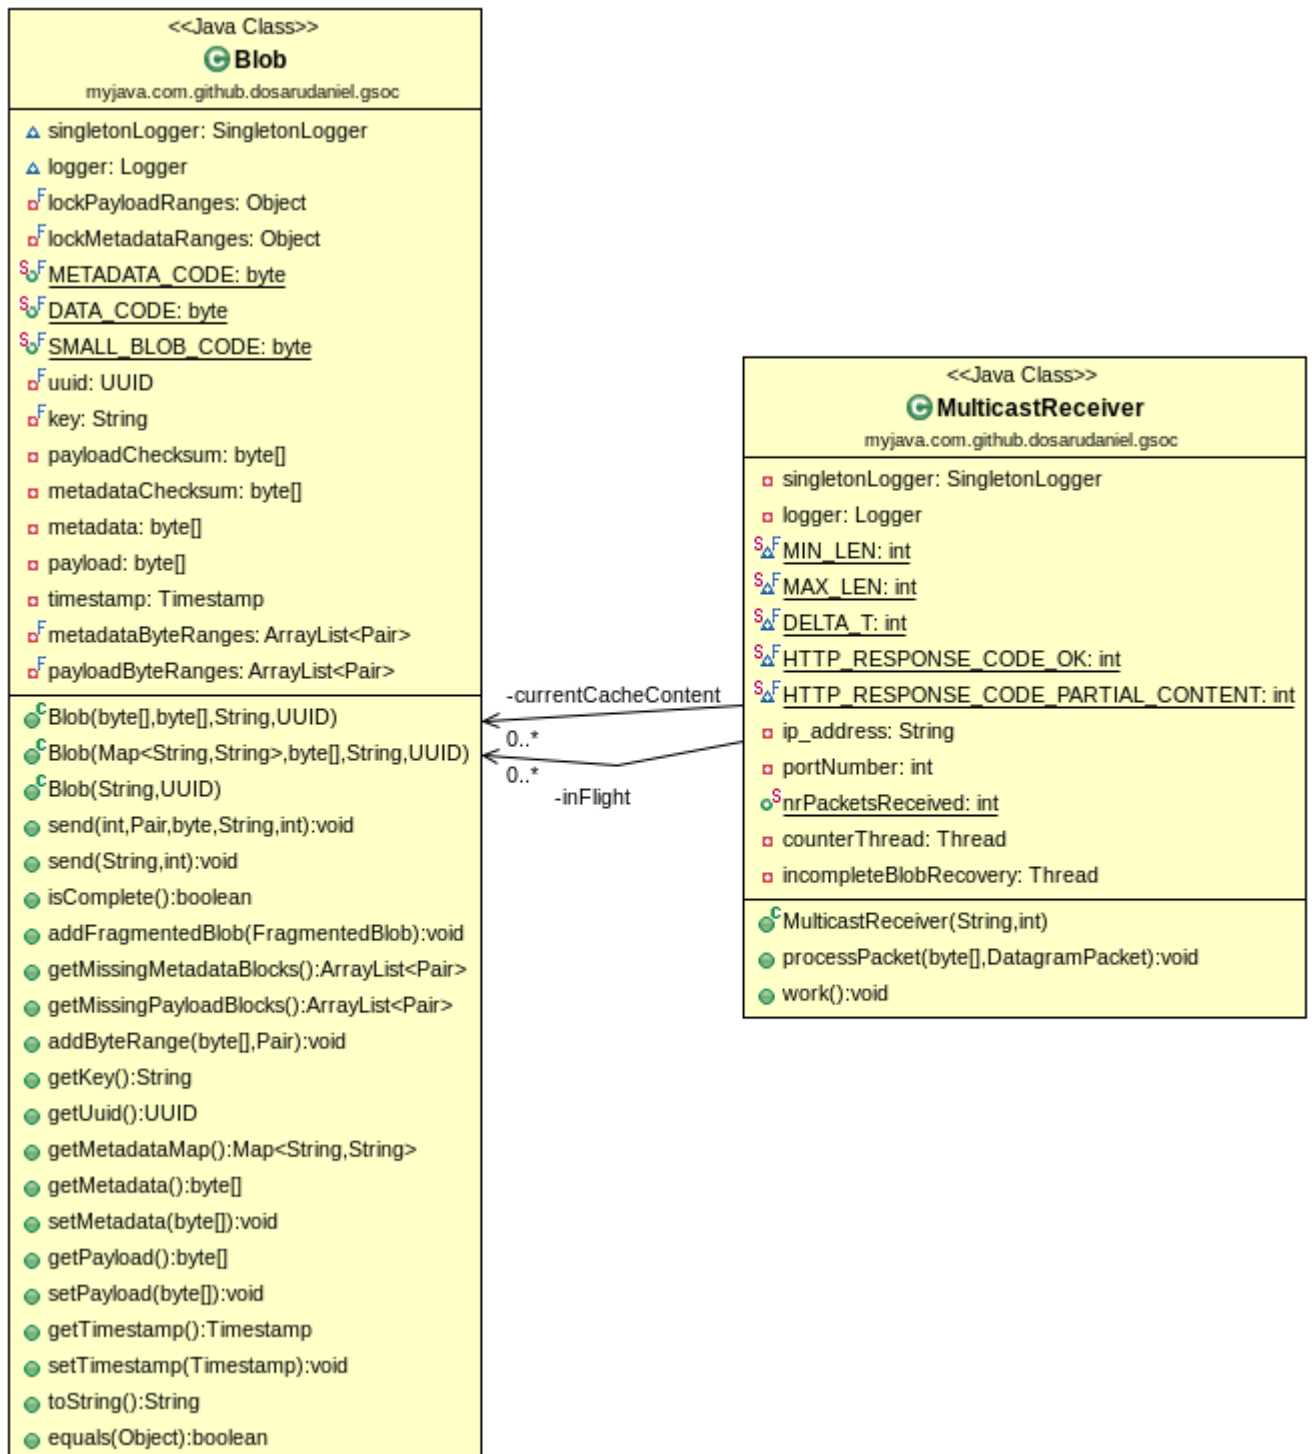 <<Java Class>>
C Blob
myjava.com.github.dosarudaniel.gsoc
singletonLogger: SingletonLogger
logger: Logger
F lockPayloadRanges: Object
F lockMetadataRanges: Object
S F METADATA_CODE: byte
S F DATA_CODE: byte
S F SMALL_BLOB_CODE: byte
F uuid: UUID
F key: String
payloadChecksum: byte[]
metadataChecksum: byte[]
metadata: byte[]
payload: byte[]
timestamp: Timestamp
F metadataByteRanges: ArrayList<Pair>
F payloadByteRanges: ArrayList<Pair>
C Blob(byte[],byte[],String,UUID)
C Blob(Map<String,String>,byte[],String,UUID)
C Blob(String,UUID)
send(int,Pair,byte,String,int):void
send(String,int):void
isComplete():boolean
addFragmentedBlob(FragmentedBlob):void
getMissingMetadataBlocks():ArrayList<Pair>
getMissingPayloadBlocks():ArrayList<Pair>
addByteRange(byte[],Pair):void
getKey():String
getUuid():UUID
getMetadataMap():Map<String,String>
getMetadata():byte[]
setMetadata(byte[]):void
getPayload():byte[]
setPayload(byte[]):void
getTimestamp():Timestamp
setTimestamp(Timestamp):void
toString():String
equals(Object):boolean
-currentCacheContent
0..*
0..*
-inFlight
<<Java Class>>
C MulticastReceiver
myjava.com.github.dosarudaniel.gsoc
singletonLogger: SingletonLogger
logger: Logger
S F MIN_LEN: int
S F MAX_LEN: int
S F DELTA_T: int
S F HTTP_RESPONSE_CODE_OK: int
S F HTTP_RESPONSE_CODE_PARTIAL_CONTENT: int
ip_address: String
portNumber: int
S nrPacketsReceived: int
counterThread: Thread
incompleteBlobRecovery: Thread
C MulticastReceiver(String,int)
processPacket(byte[],DatagramPacket):void
work():void